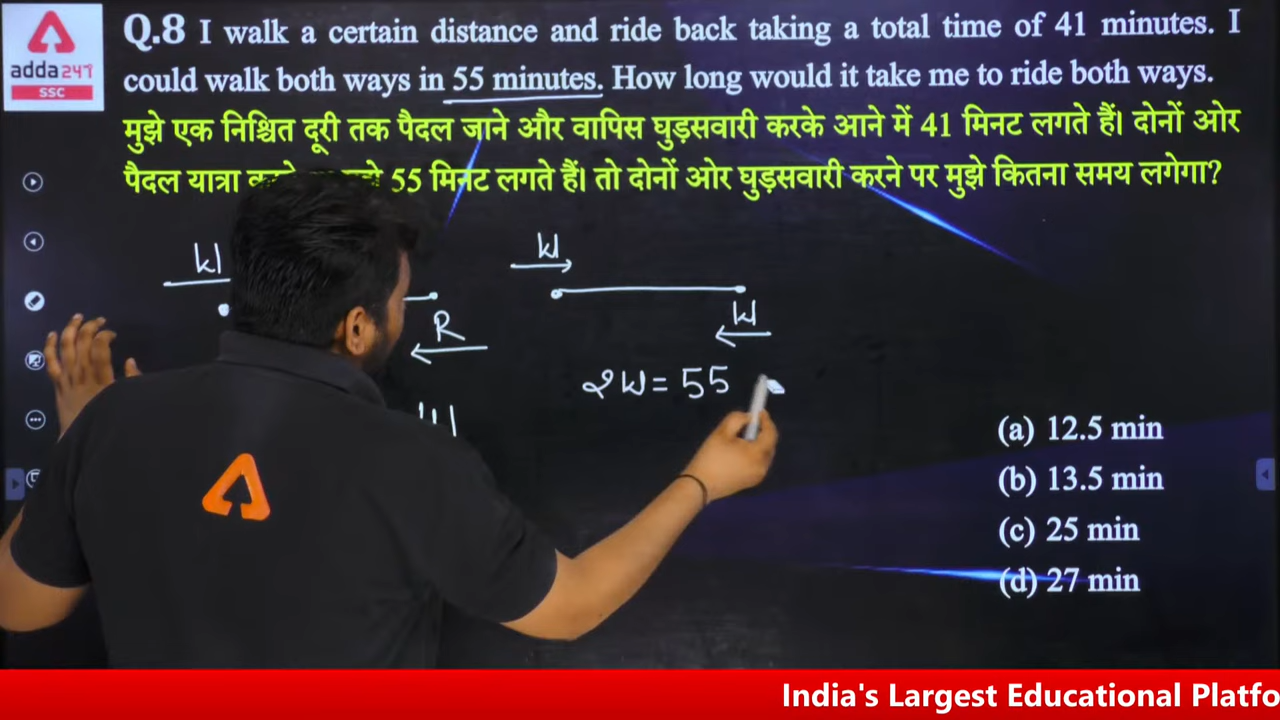 adda247
SSC
Q.8 I walk a certain distance and ride back taking a total time of 41 minutes. I
could walk both ways in 55 minutes. How long would it take me to ride both ways.
मुझे एक निश्चित दूरी तक पैदल जाने और वापिस घुड़सवारी करके आने में 41 मिनट लगते हैं। दोनों ओर
पैदल यात्रा 55 मिनट लगते हैं। तो दोनों ओर घुड़सवारी करने पर मुझे कितना समय लगेगा?
W
W
R
W
2W = 55
(a) 12.5 min
(b) 13.5 min
(c) 25 min
(d) 27 min
India's Largest Educational